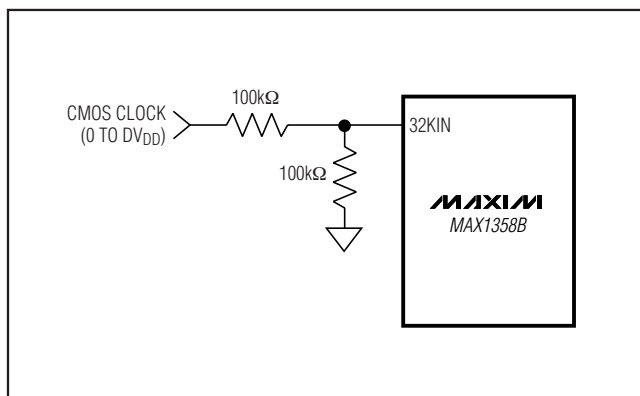 CMOS CLOCK
(0 TO DVDD)
100kΩ
100kΩ
32KIN
MAXIM
MAX1358B